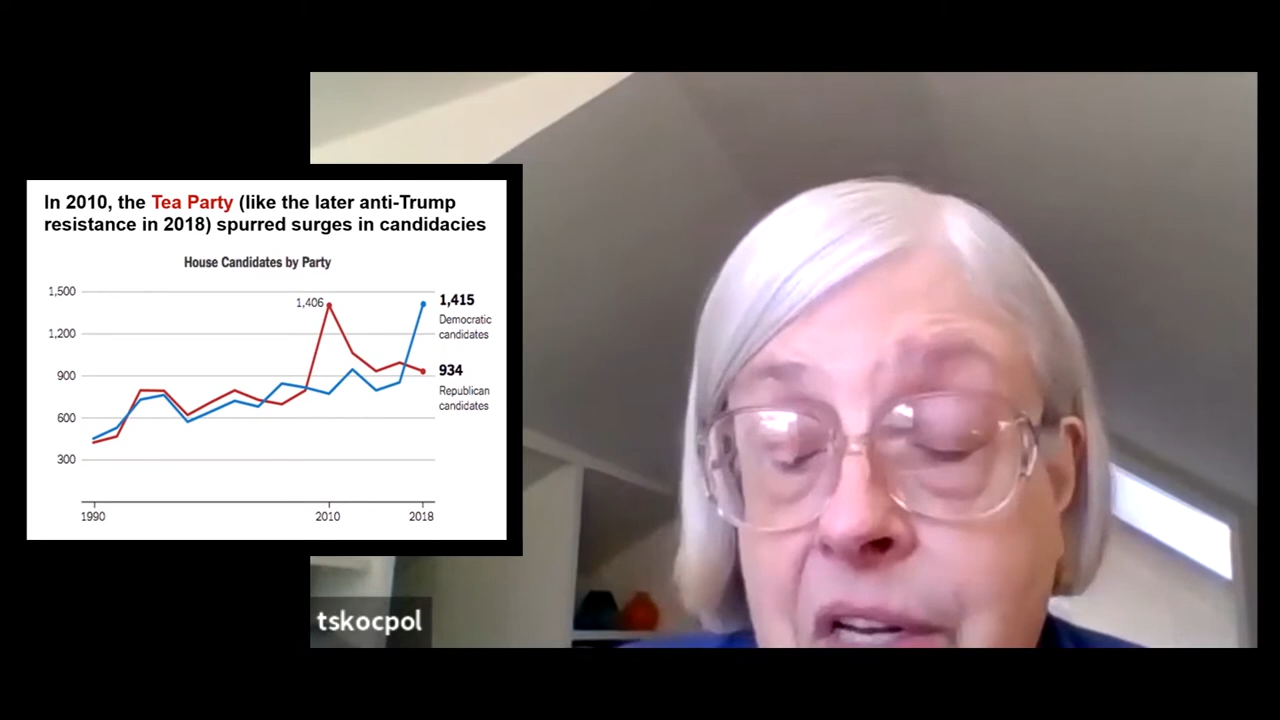 In 2010, the Tea Party (like the later anti-Trump
resistance in 2018) spurred surges in candidacies
House Candidates by Party
1,500
1,406
1,415
Democratic
candidates
1,200
900
934
Republican
candidates
600
300
1990
2010
2018
tskocpol